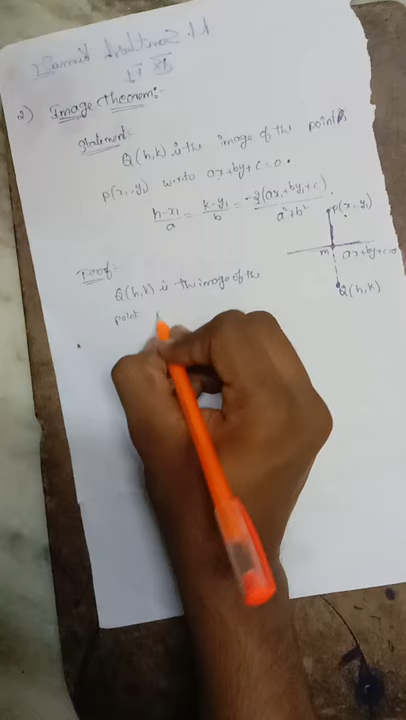 2) Image theorem:-
Statement:
Q(h,k) is the image of the point
P(x₁,y₁) w.r.to ax+by+c=0.
(h-x₁)/a = (k-y₁)/b = -2(ax₁+by₁+c)/(a²+b²)
P(x₁,y₁)
M ax+by+c=0
Q(h,k)
Proof:-
Q(h,k) is the image of the
point